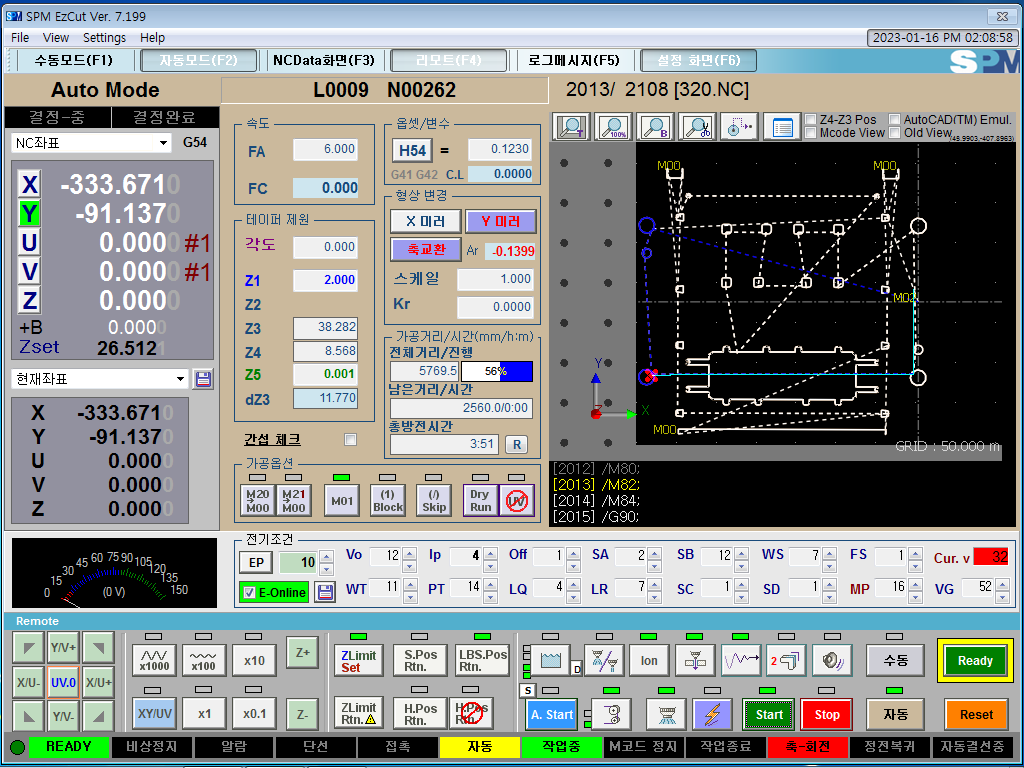 SPM EzCut Ver. 7.199
File View Settings Help
2023-01-16 PM 02:08:58
수동모드(F1) 자동모드(F2) NCData화면(F3) 리모트(F4) 로그메시지(F5) 설정 화면(F6) SPM
Auto Mode L0009 N00262 2013/ 2108 [320.NC]
결정-중 결정완료
NC좌표 G54
X -333.6710
Y -91.1370
U 0.0000 #1
V 0.0000 #1
Z 0.0000
+B 0.0000
Zset 26.5121
현재좌표
X -333.6710
Y -91.1370
U 0.0000
V 0.0000
Z 0.0000
속도
FA 6.000
FC 0.000
테이퍼 제원
각도 0.000
Z1 2.000
Z2
Z3 38.282
Z4 8.568
Z5 0.001
dZ3 11.770
간섭 체크
옵셋/변수
H54 = 0.1230
G41 G42 C.L 0.0000
형상 변경
X 미러 Y 미러
축교환 Ar -0.1399
스케일 1.000
Kr 0.0000
가공거리/시간(mm/h:m)
전체거리/진행
5769.5 56%
남은거리/시간
2560.0/0:00
총방전시간
3:51 R
가공옵션
M20 M00 M21 M00 M01 (1) Block (/) Skip Dry Run UV
T 100% B
Z4-Z3 Pos AutoCAD(TM) Emul.
Mcode View Old View
(49.9903,-407.8963)
M00 M00
M02
Y
X
M00
GRID : 50.000 m
[2012] /M80;
[2013] /M82;
[2014] /M84;
[2015] /G90;
0 15 30 45 60 75 90 105 120 135 150
(0 V)
전기조건
EP 10 Vo 12 Ip 4 Off 1 SA 2 SB 12 WS 7 FS 1 Cur. v 32
E-Online WT 11 PT 14 LQ 4 LR 7 SC 1 SD 1 MP 16 VG 52
Remote
Y/V+
X/U- UV.0 X/U+
Y/V-
x1000 x100 x10 Z+
XY/UV x1 x0.1 Z-
ZLimit Set S.Pos Rtn. LBS.Pos Rtn.
ZLimit Rtn. H.Pos Rtn. H.Pos Rtn.
D Ion 2 수동 Ready
S
A. Start Start Stop 자동 Reset
READY 비상정지 알람 단선 접촉 자동 작업중 M코드 정지 작업종료 축-회전 정전복귀 자동결선중